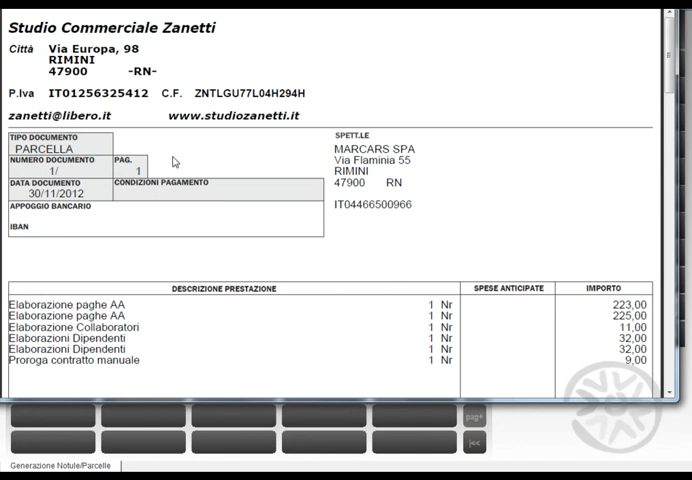 Studio Commerciale Zanetti
Città Via Europa, 98
RIMINI
47900 -RN-
P.Iva IT01256325412 C.F. ZNTLGU77L04H294H
zanetti@libero.it www.studiozanetti.it
TIPO DOCUMENTO
PARCELLA
NUMERO DOCUMENTO PAG.
1/ 1
DATA DOCUMENTO CONDIZIONI PAGAMENTO
30/11/2012
APPOGGIO BANCARIO
IBAN
SPETT.LE
MARCARS SPA
Via Flaminia 55
RIMINI
47900 RN
IT04466500966
DESCRIZIONE PRESTAZIONE SPESE ANTICIPATE IMPORTO
Elaborazione paghe AA 1 Nr 223,00
Elaborazione paghe AA 1 Nr 225,00
Elaborazione Collaboratori 1 Nr 11,00
Elaborazioni Dipendenti 1 Nr 32,00
Elaborazioni Dipendenti 1 Nr 32,00
Proroga contratto manuale 1 Nr 9,00
pag+
|<<
Generazione Notule/Parcelle